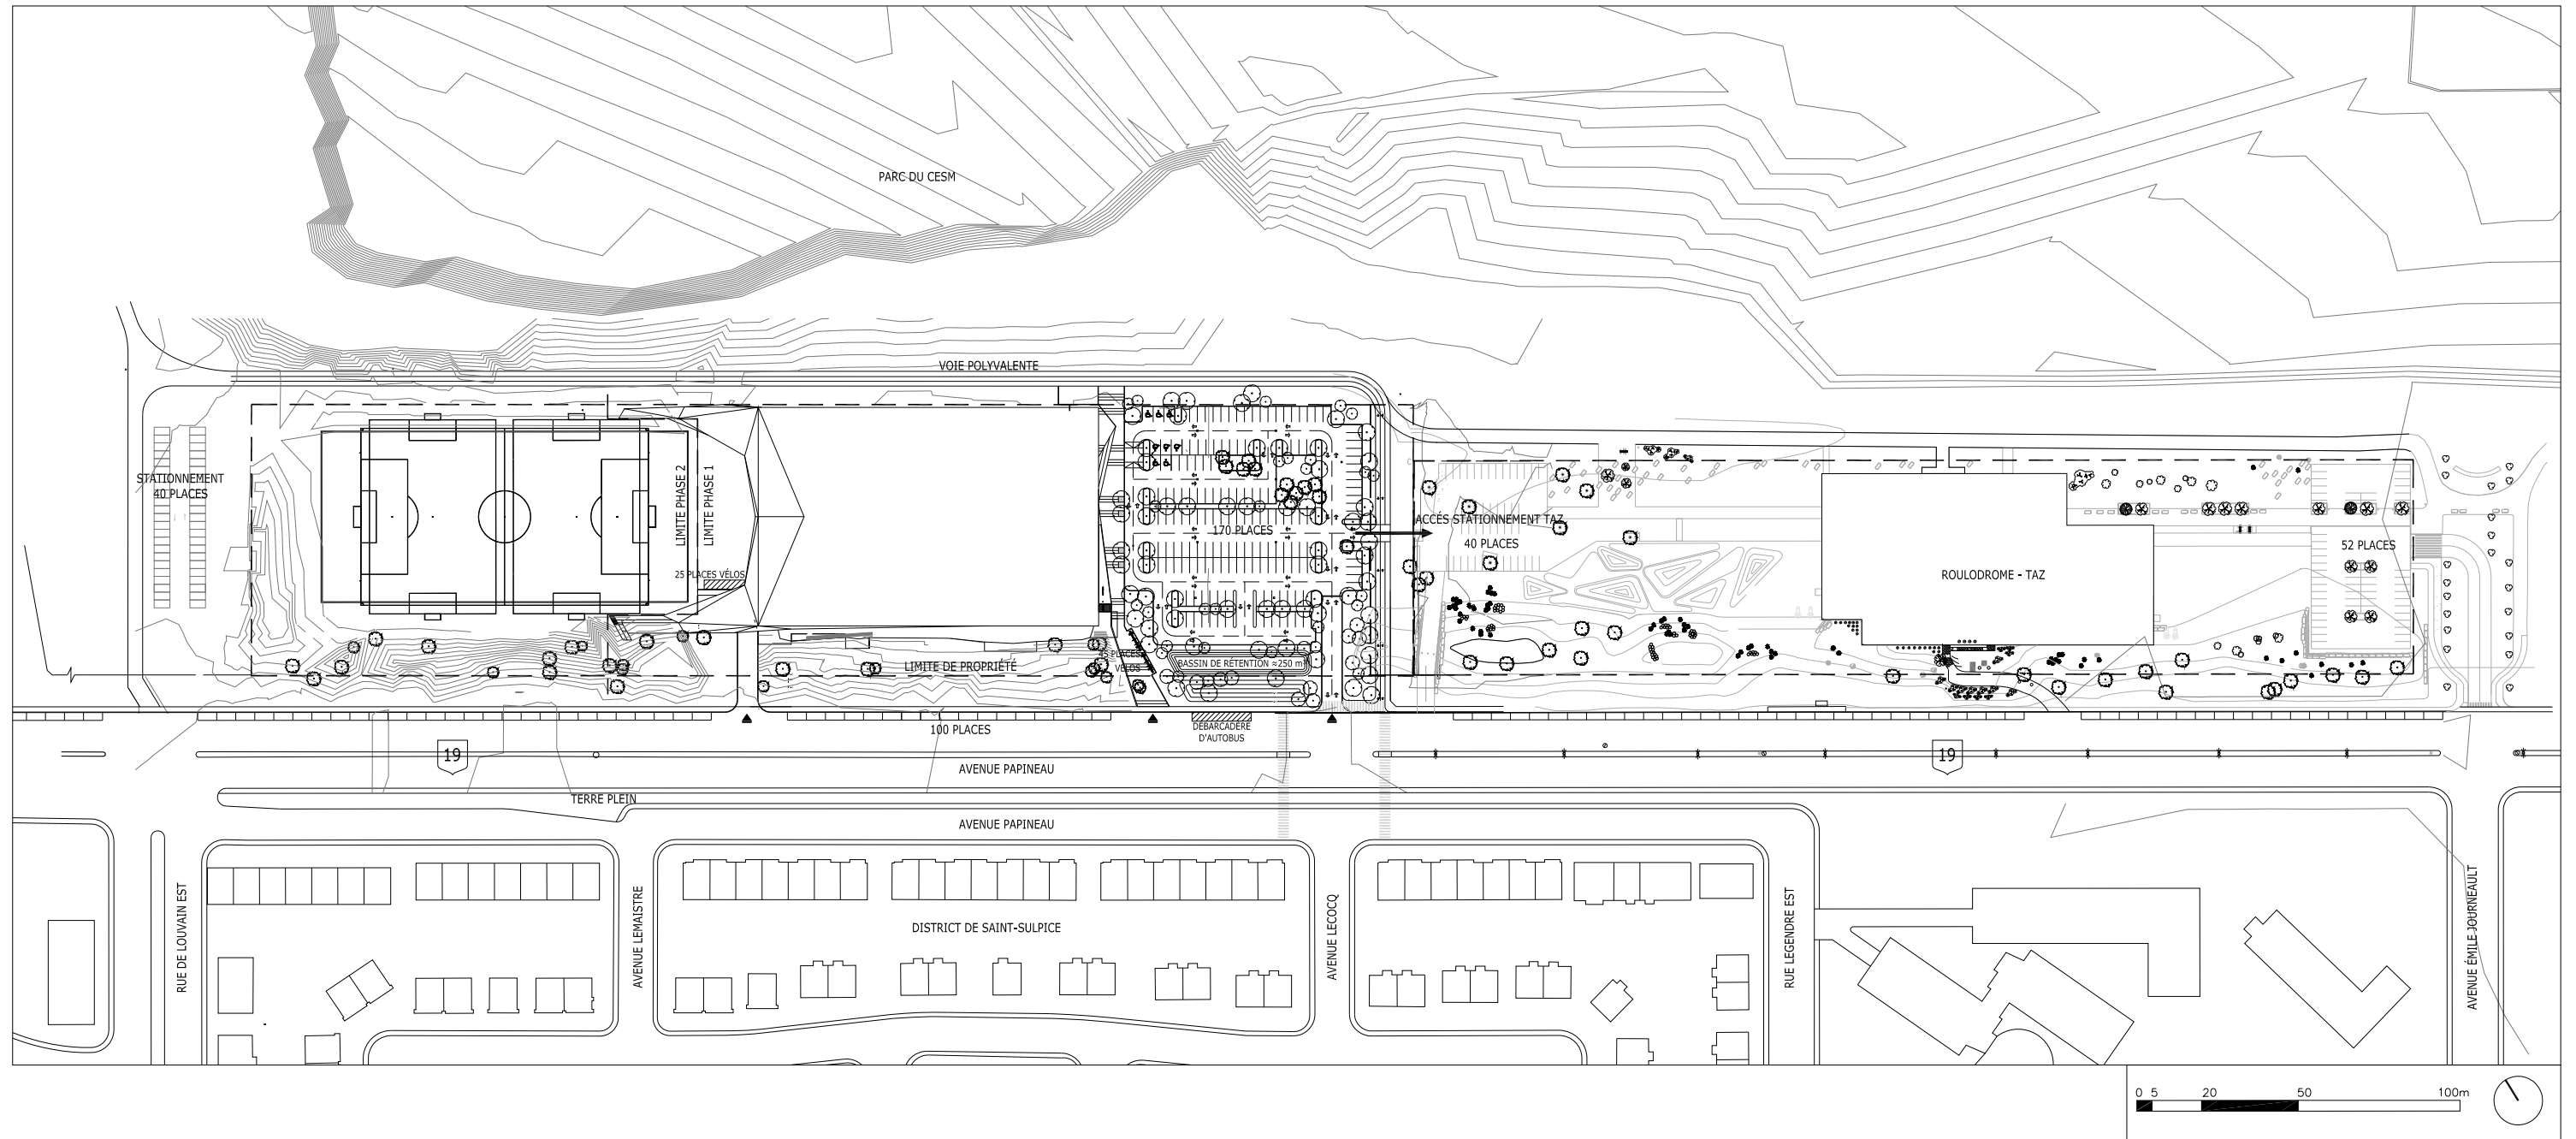 PARC DU CESM
VOIE POLYVALENTE
STATIONNEMENT
40 PLACES
LIMITE PHASE 2
LIMITE PHASE 1
25 PLACES VÉLOS
170 PLACES
ACCÈS STATIONNEMENT TAZ
40 PLACES
ROULODROME - TAZ
52 PLACES
PLACES
VÉLOS
BASSIN DE RÉTENTION ≈250 m
LIMITE DE PROPRIÉTÉ
100 PLACES
DÉBARCADÈRE
D'AUTOBUS
19
19
AVENUE PAPINEAU
TERRE PLEIN
AVENUE PAPINEAU
RUE DE LOUVAIN EST
AVENUE LEMAISTRE
DISTRICT DE SAINT-SULPICE
AVENUE LECOCQ
RUE LEGENDRE EST
AVENUE ÉMILE-JOURNEAULT
0 5 20 50 100m